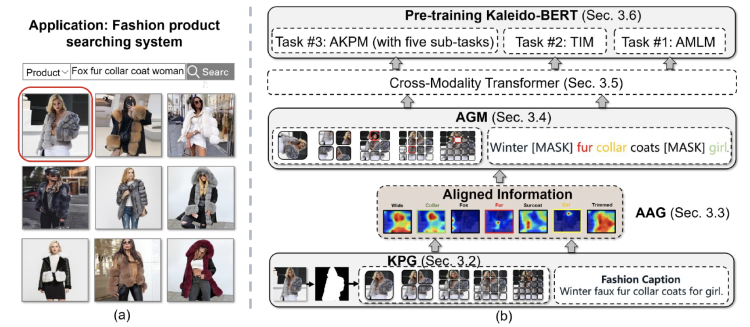 Application: Fashion product
searching system
Product
Fox fur collar coat woman
Searc
(a)
Pre-training Kaleido-BERT (Sec. 3.6)
Task #3: AKPM (with five sub-tasks)
Task #2: TIM
Task #1: AMLM
Cross-Modality Transformer (Sec. 3.5)
AGM (Sec. 3.4)
Winter [MASK] fur collar coats [MASK] girl.
Aligned Information
Wide
Collar
Fox
Fur
Surcoat
Trimmed
AAG (Sec. 3.3)
KPG (Sec. 3.2)
Fashion Caption
Winter faux fur collar coats for girl.
(b)